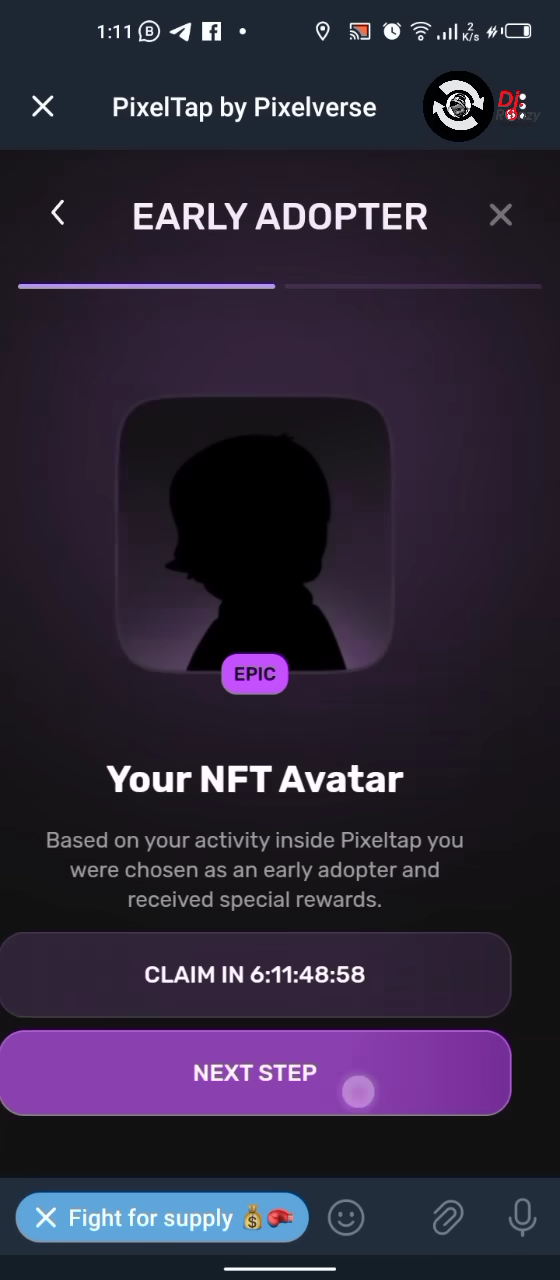 1:11
2
K/s
PixelTap by Pixelverse
Dj
EARLY ADOPTER
EPIC
Your NFT Avatar
Based on your activity inside Pixeltap you
were chosen as an early adopter and
received special rewards.
CLAIM IN 6:11:48:58
NEXT STEP
Fight for supply 💰🥊